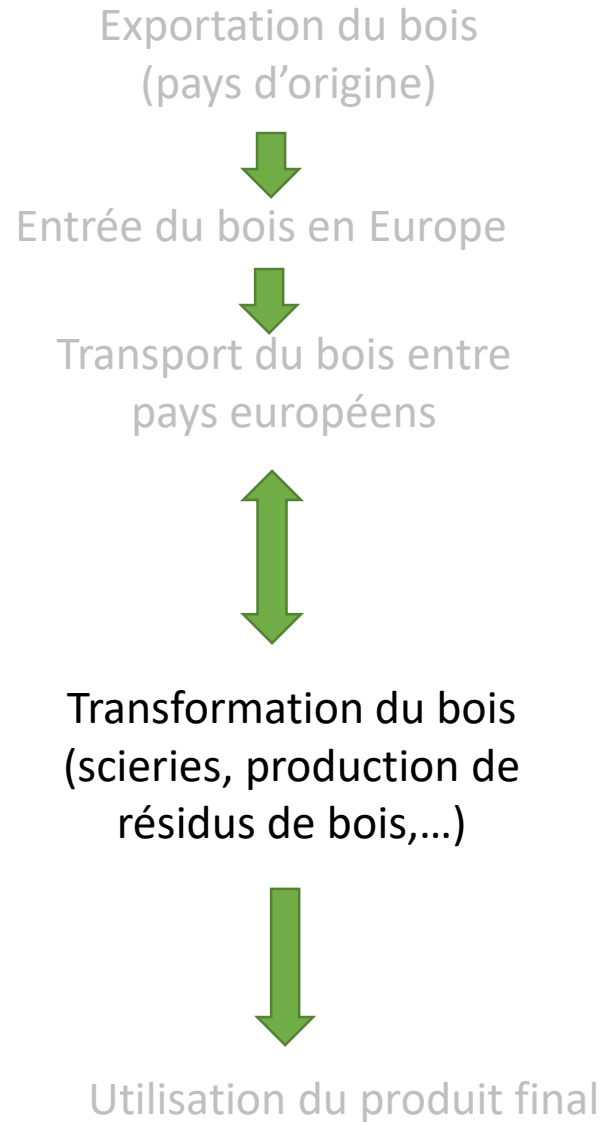 Exportation du bois
(pays d’origine)
Entrée du bois en Europe
Transport du bois entre
pays européens
Transformation du bois
(scieries, production de
résidus de bois,…)
Utilisation du produit final